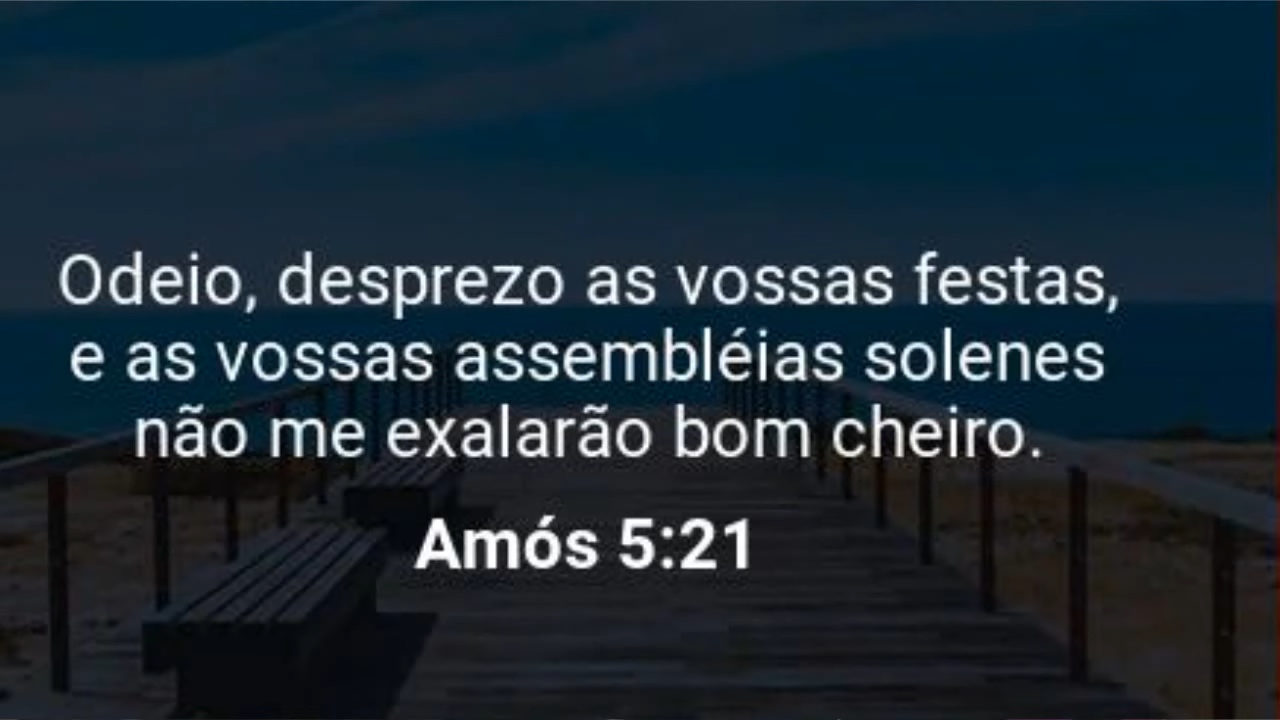 Odeio, desprezo as vossas festas,
e as vossas assembléias solenes
não me exalarão bom cheiro.
Amós 5:21